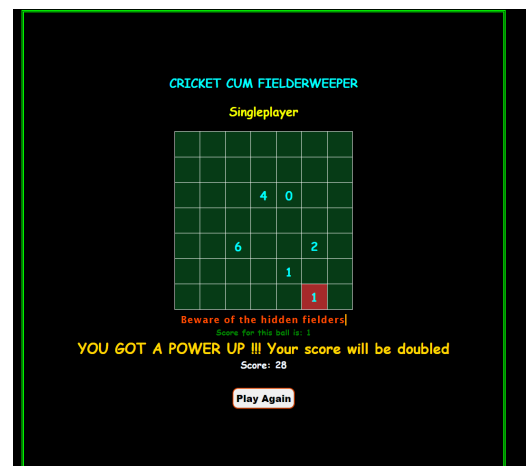 CRICKET CUM FIELDERWEEPER
Singleplayer
4 0
6 2
1
1
Beware of the hidden fielders
Score for this ball is: 1
YOU GOT A POWER UP !!! Your score will be doubled
Score: 28
Play Again